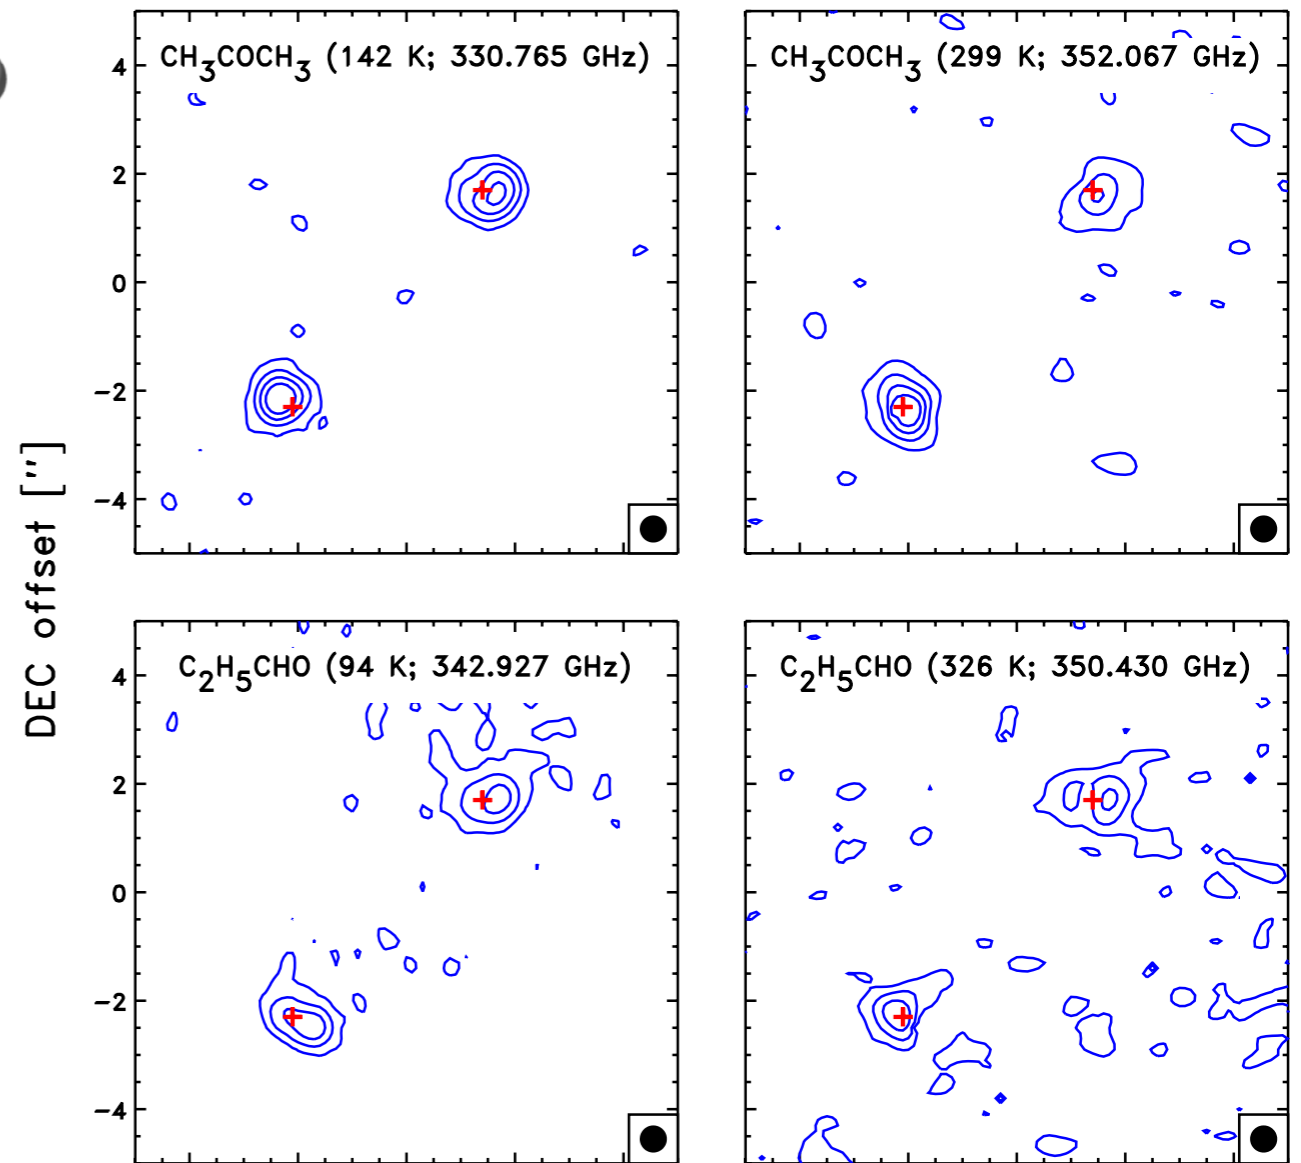 CH3COCH3 (142 K; 330.765 GHz)
CH3COCH3 (299 K; 352.067 GHz)
4
2
0
−2
−4
C2H5CHO (94 K; 342.927 GHz)
C2H5CHO (326 K; 350.430 GHz)
4
2
0
−2
−4
DEC offset ["]